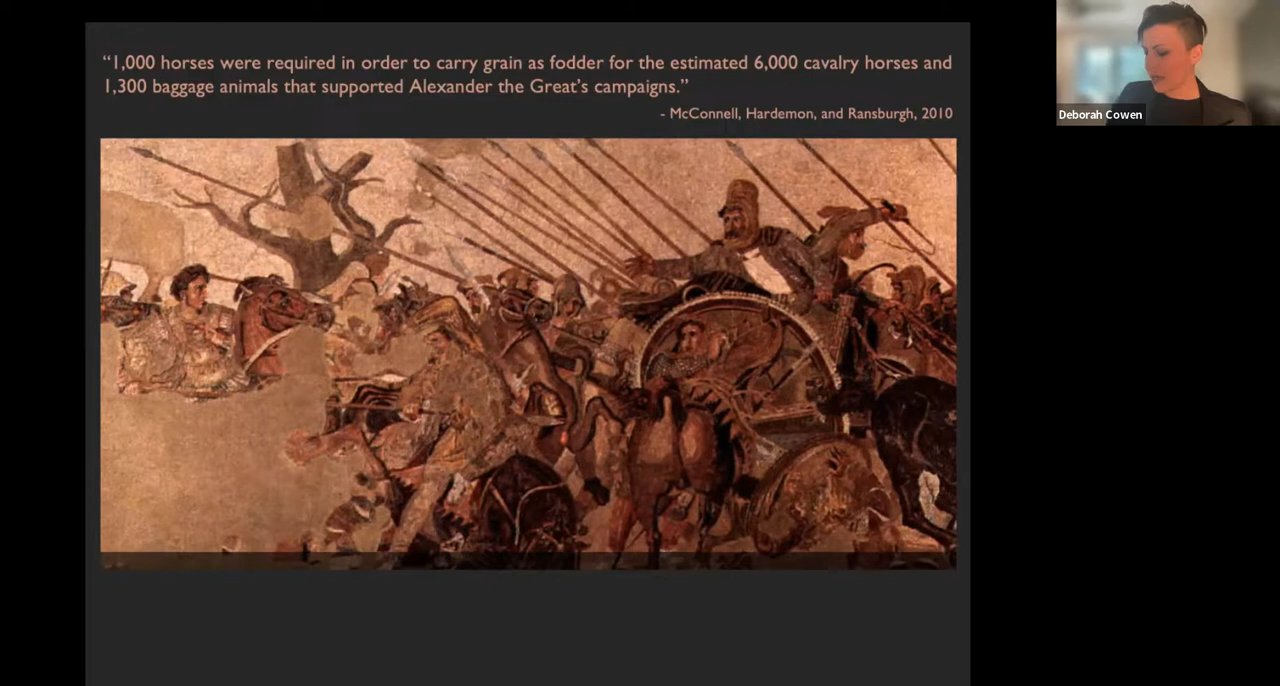 “1,000 horses were required in order to carry grain as fodder for the estimated 6,000 cavalry horses and
1,300 baggage animals that supported Alexander the Great’s campaigns.”
- McConnell, Hardemon, and Ransburgh, 2010
Deborah Cowen